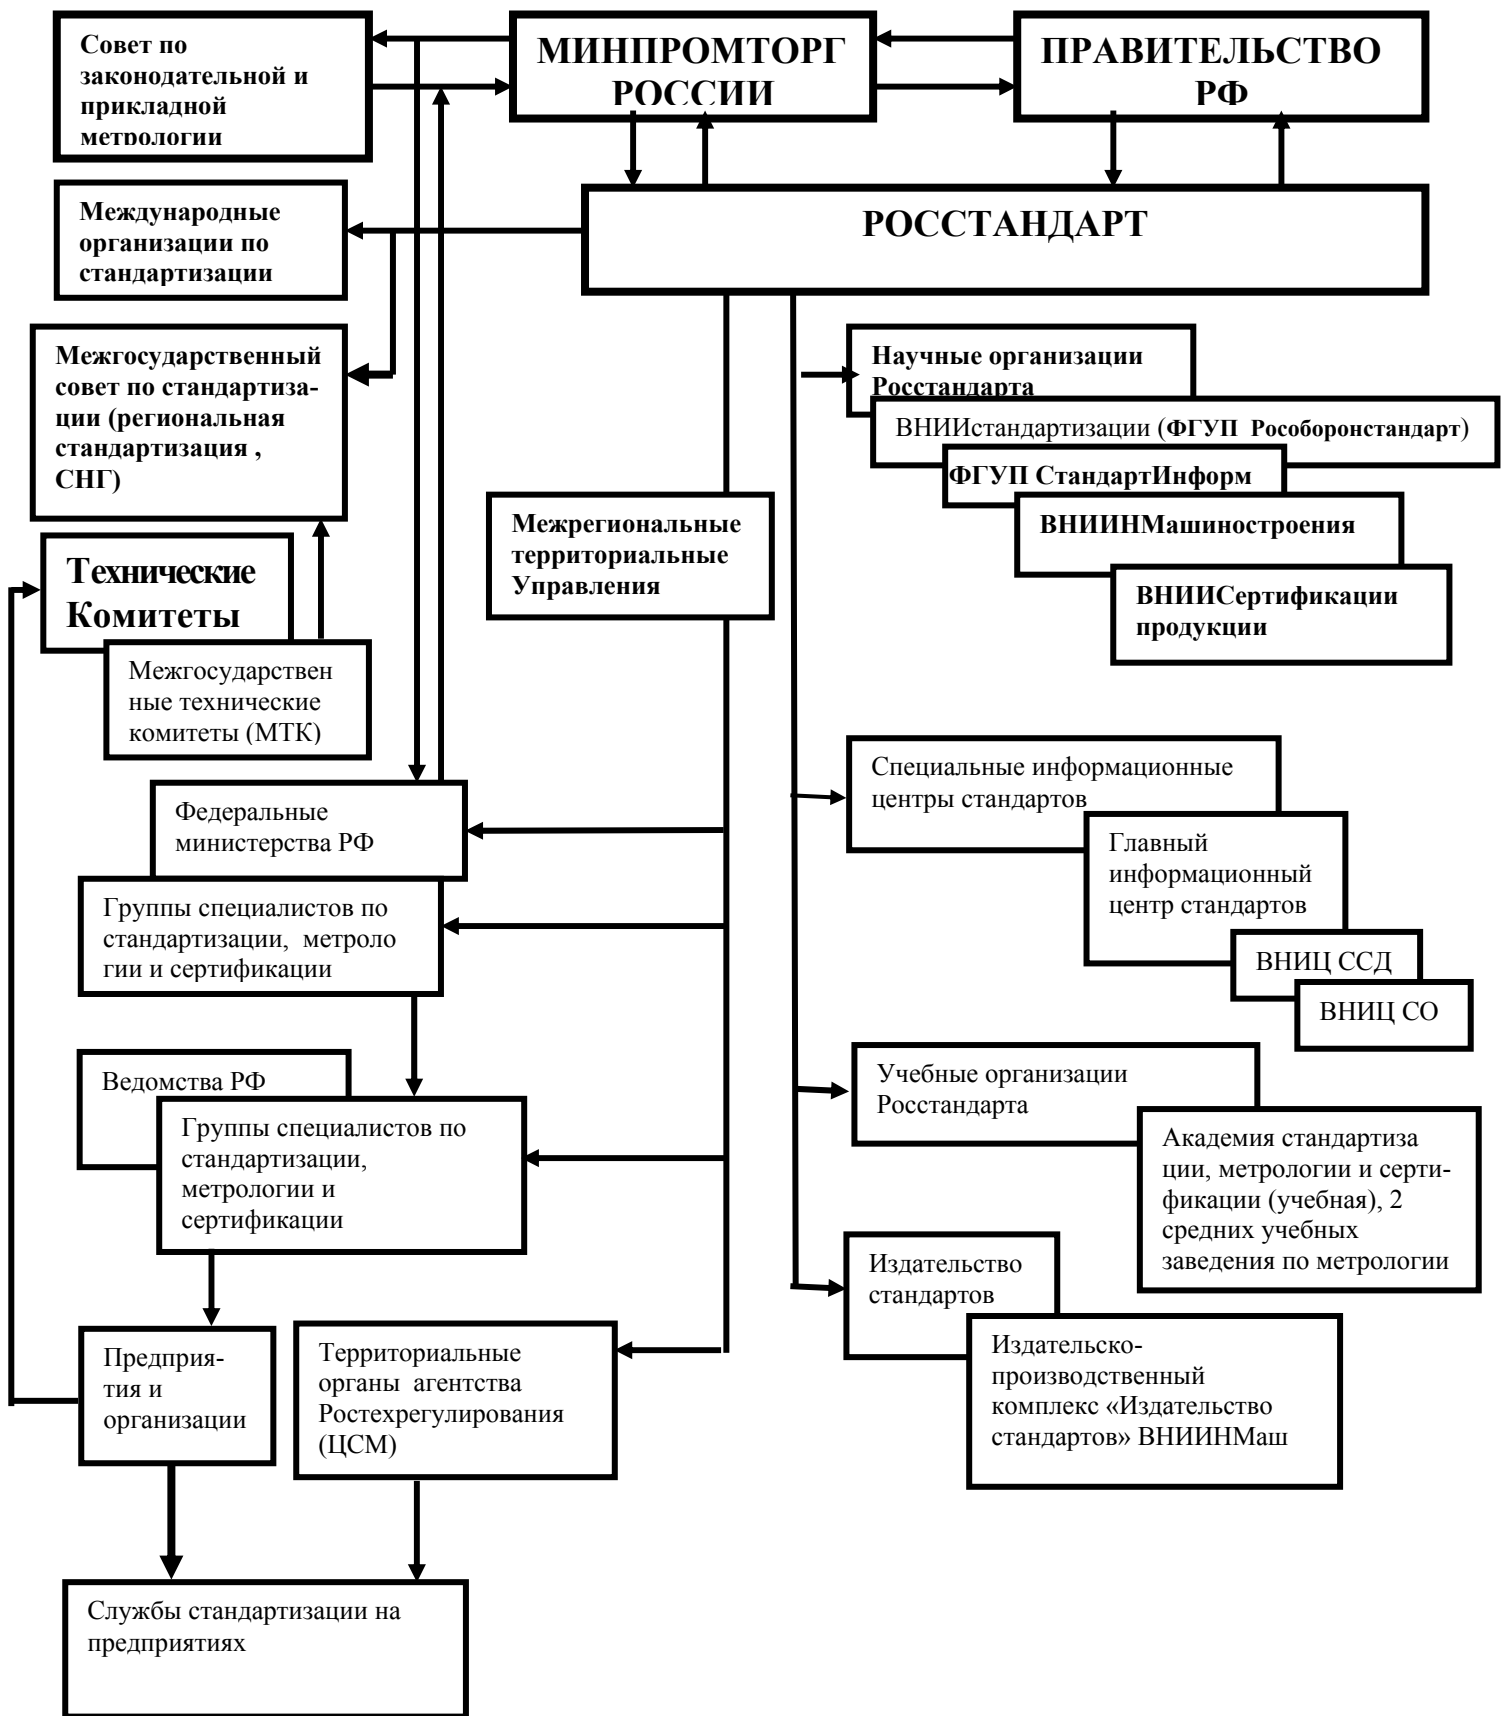 Совет по
законодательной и
прикладной
метрологии
МИНПРОМТОРГ
РОССИИ
ПРАВИТЕЛЬСТВО
РФ
Международные
организации по
стандартизации
РОССТАНДАРТ
Межгосударственный
совет по стандартиза-
ции (региональная
стандартизация ,
СНГ)
Научные организации
Росстандарта
ВНИИстандартизации (ФГУП Рособоронстандарт)
ФГУП СтандартИнформ
ВНИИНМашиностроения
ВНИИСертификации
продукции
Межрегиональные
территориальные
Управления
Технические
Комитеты
Межгосударствен
ные технические
комитеты (МТК)
Федеральные
министерства РФ
Группы специалистов по
стандартизации, метроло
гии и сертификации
Специальные информационные
центры стандартов
Главный
информационный
центр стандартов
ВНИЦ ССД
ВНИЦ СО
Ведомства РФ
Группы специалистов по
стандартизации,
метрологии и
сертификации
Учебные организации
Росстандарта
Академия стандартиза
ции, метрологии и серти-
фикации (учебная), 2
средних учебных
заведения по метрологии
Издательство
стандартов
Издательско-
производственный
комплекс «Издательство
стандартов» ВНИИНМаш
Предприя-
тия и
организации
Территориальные
органы агентства
Ростехрегулирования
(ЦСМ)
Службы стандартизации на
предприятиях